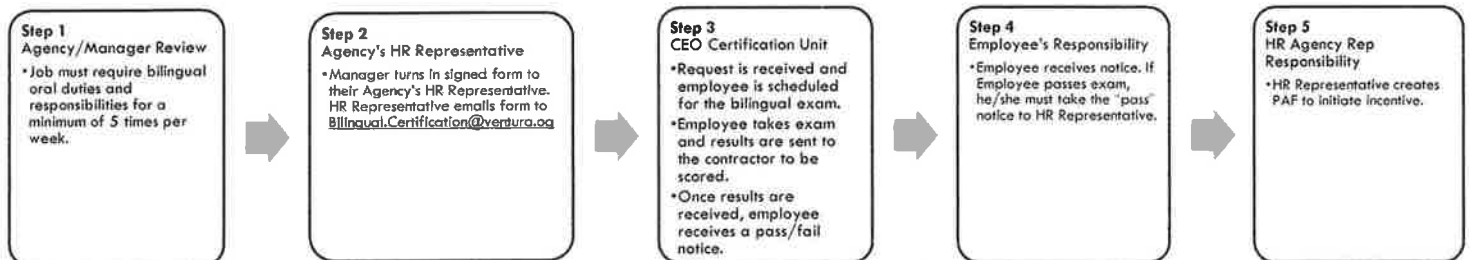 Step 1
Agency/Manager Review
•Job must require bilingual
oral duties and
responsibilities for a
minimum of 5 times per
week.
Step 2
Agency's HR Representative
•Manager turns in signed form to
their Agency's HR Representative.
HR Representative emails form to
Bilingual.Certification@ventura.og
Step 3
CEO Certification Unit
•Request is received and
employee is scheduled
for the bilingual exam.
•Employee takes exam
and results are sent to
the contractor to be
scored.
•Once results are
received, employee
receives a pass/fail
notice.
Step 4
Employee's Responsibility
•Employee receives notice. If
Employee passes exam,
he/she must take the "pass"
notice to HR Representative.
Step 5
HR Agency Rep
Responsibility
•HR Representative creates
PAF to initiate incentive.